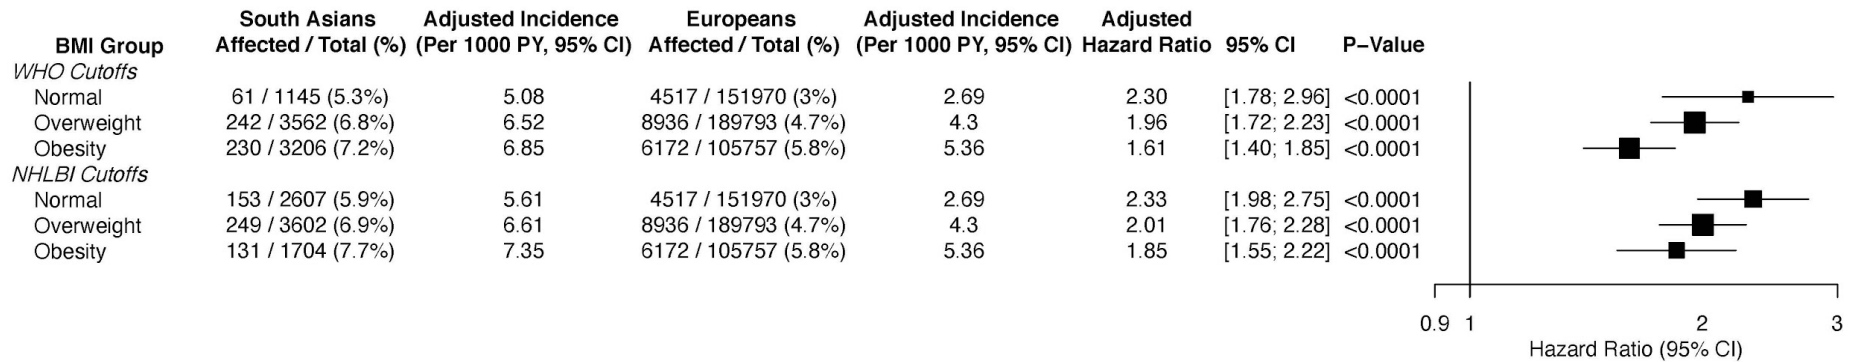 South Asians Adjusted Incidence Europeans Adjusted Incidence Adjusted
BMI Group Affected / Total (%) (Per 1000 PY, 95% CI) Affected / Total (%) (Per 1000 PY, 95% CI) Hazard Ratio 95% CI P−Value
WHO Cutoffs
Normal 61 / 1145 (5.3%) 5.08 4517 / 151970 (3%) 2.69 2.30 [1.78; 2.96] <0.0001
Overweight 242 / 3562 (6.8%) 6.52 8936 / 189793 (4.7%) 4.3 1.96 [1.72; 2.23] <0.0001
Obesity 230 / 3206 (7.2%) 6.85 6172 / 105757 (5.8%) 5.36 1.61 [1.40; 1.85] <0.0001
NHLBI Cutoffs
Normal 153 / 2607 (5.9%) 5.61 4517 / 151970 (3%) 2.69 2.33 [1.98; 2.75] <0.0001
Overweight 249 / 3602 (6.9%) 6.61 8936 / 189793 (4.7%) 4.3 2.01 [1.76; 2.28] <0.0001
Obesity 131 / 1704 (7.7%) 7.35 6172 / 105757 (5.8%) 5.36 1.85 [1.55; 2.22] <0.0001
0.9 1 2 3
Hazard Ratio (95% CI)